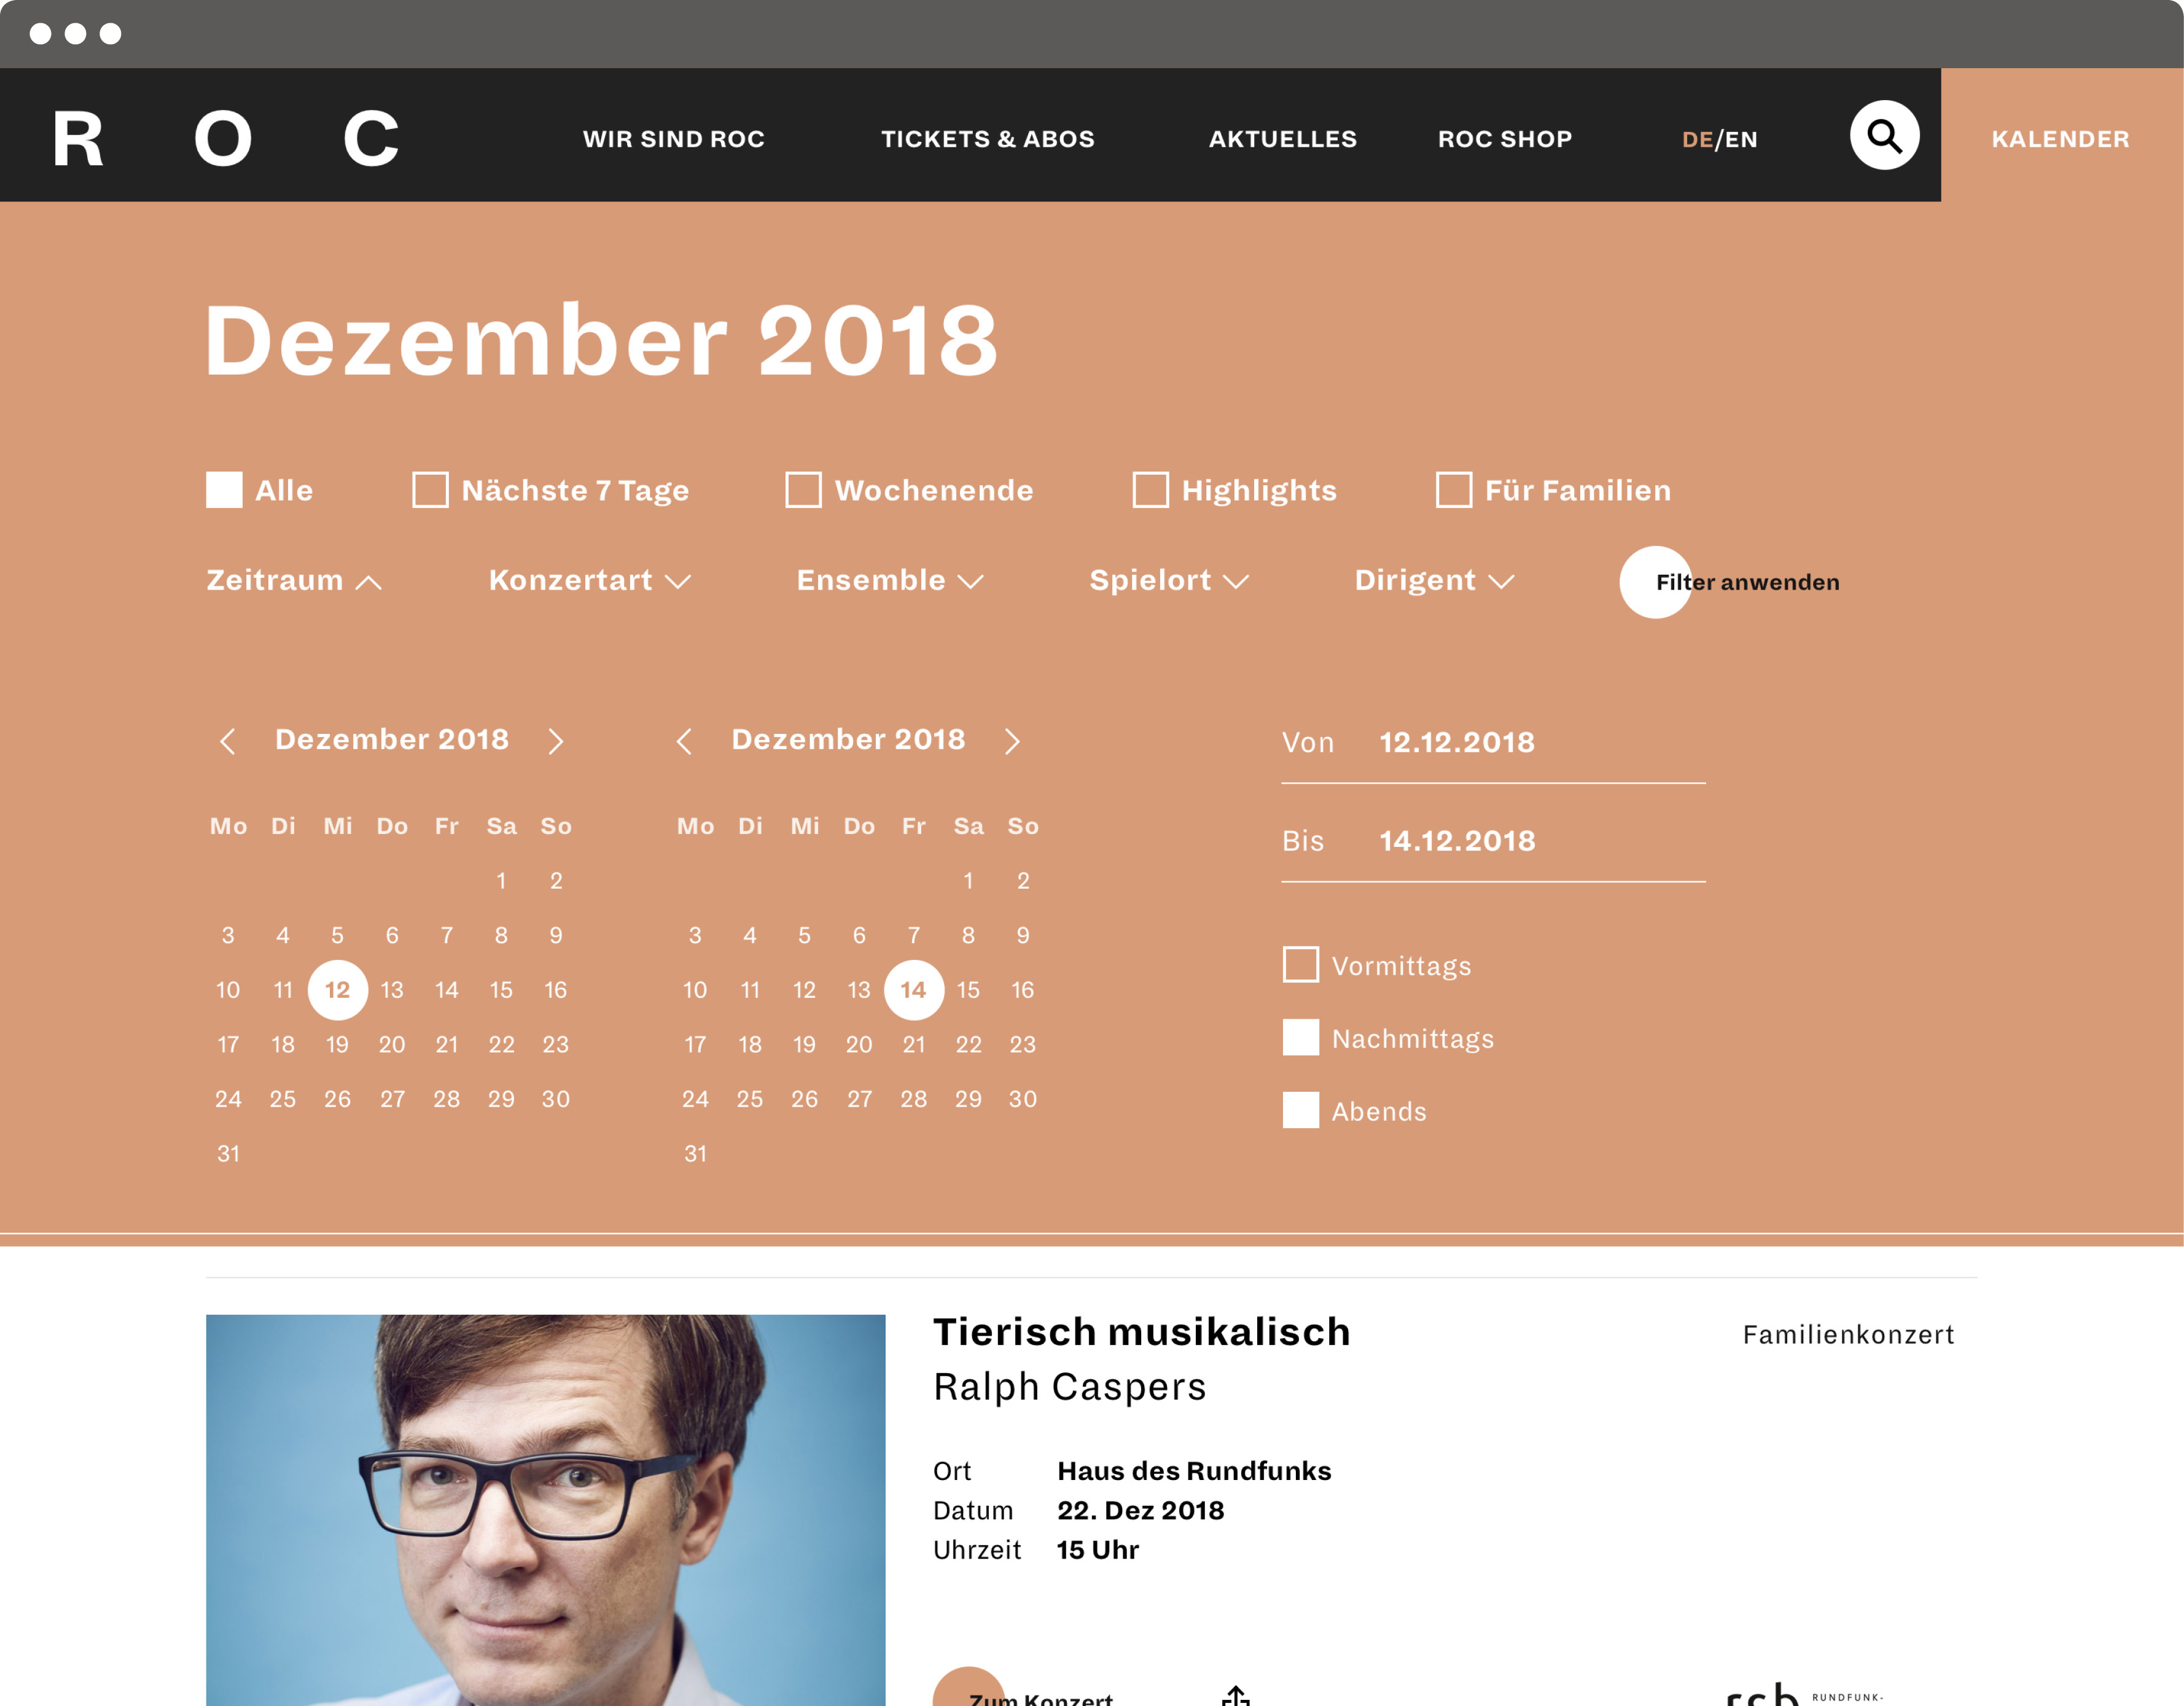 R O C WIR SIND ROC TICKETS & ABOS AKTUELLES ROC SHOP DE/EN KALENDER
Dezember 2018
Alle Nächste 7 Tage Wochenende Highlights Für Familien
Zeitraum Konzertart Ensemble Spielort Dirigent Filter anwenden
Dezember 2018
Mo Di Mi Do Fr Sa So
1 2
3 4 5 6 7 8 9
10 11 12 13 14 15 16
17 18 19 20 21 22 23
24 25 26 27 28 29 30
31
Dezember 2018
Mo Di Mi Do Fr Sa So
1 2
3 4 5 6 7 8 9
10 11 12 13 14 15 16
17 18 19 20 21 22 23
24 25 26 27 28 29 30
31
Von 12.12.2018
Bis 14.12.2018
Vormittags
Nachmittags
Abends
Tierisch musikalisch
Ralph Caspers
Familienkonzert
Ort Haus des Rundfunks
Datum 22. Dez 2018
Uhrzeit 15 Uhr
Zum Konzert
rsb RUNDFUNK-